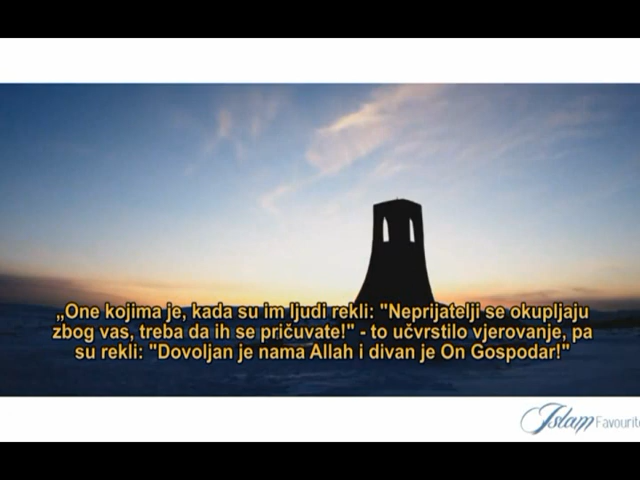 „One kojima je, kada su im ljudi rekli: "Neprijatelji se okupljaju
zbog vas, treba da ih se pričuvate!" - to učvrstilo vjerovanje, pa
su rekli: "Dovoljan je nama Allah i divan je On Gospodar!"
Islam Favourite